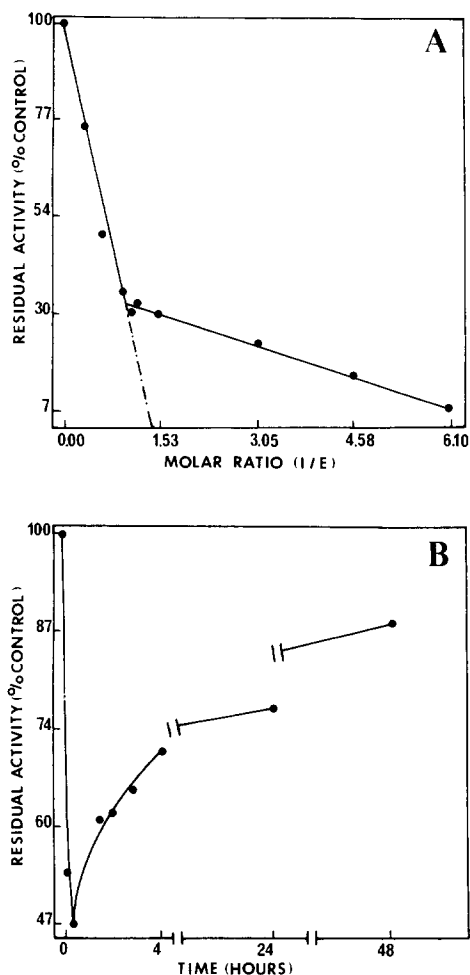 A
RESIDUAL ACTIVITY (% CONTROL)
100
77
54
30
7
0.00 1.53 3.05 4.58 6.10
MOLAR RATIO (I/E)
B
RESIDUAL ACTIVITY (% CONTROL)
100
87
74
60
47
0 4 24 48
TIME (HOURS)